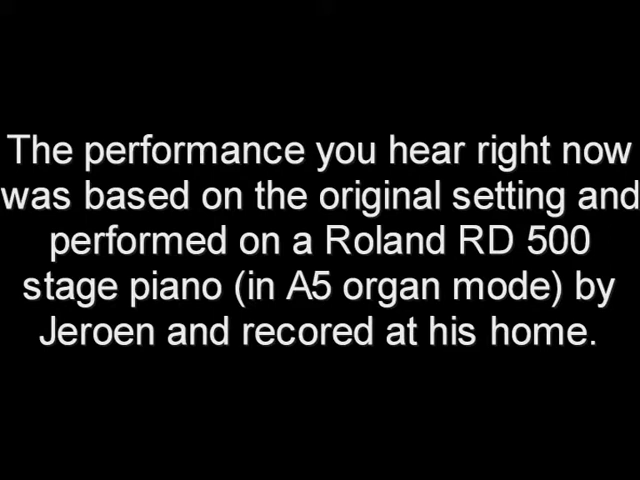 The performance you hear right now
was based on the original setting and
performed on a Roland RD 500
stage piano (in A5 organ mode) by
Jeroen and recored at his home.